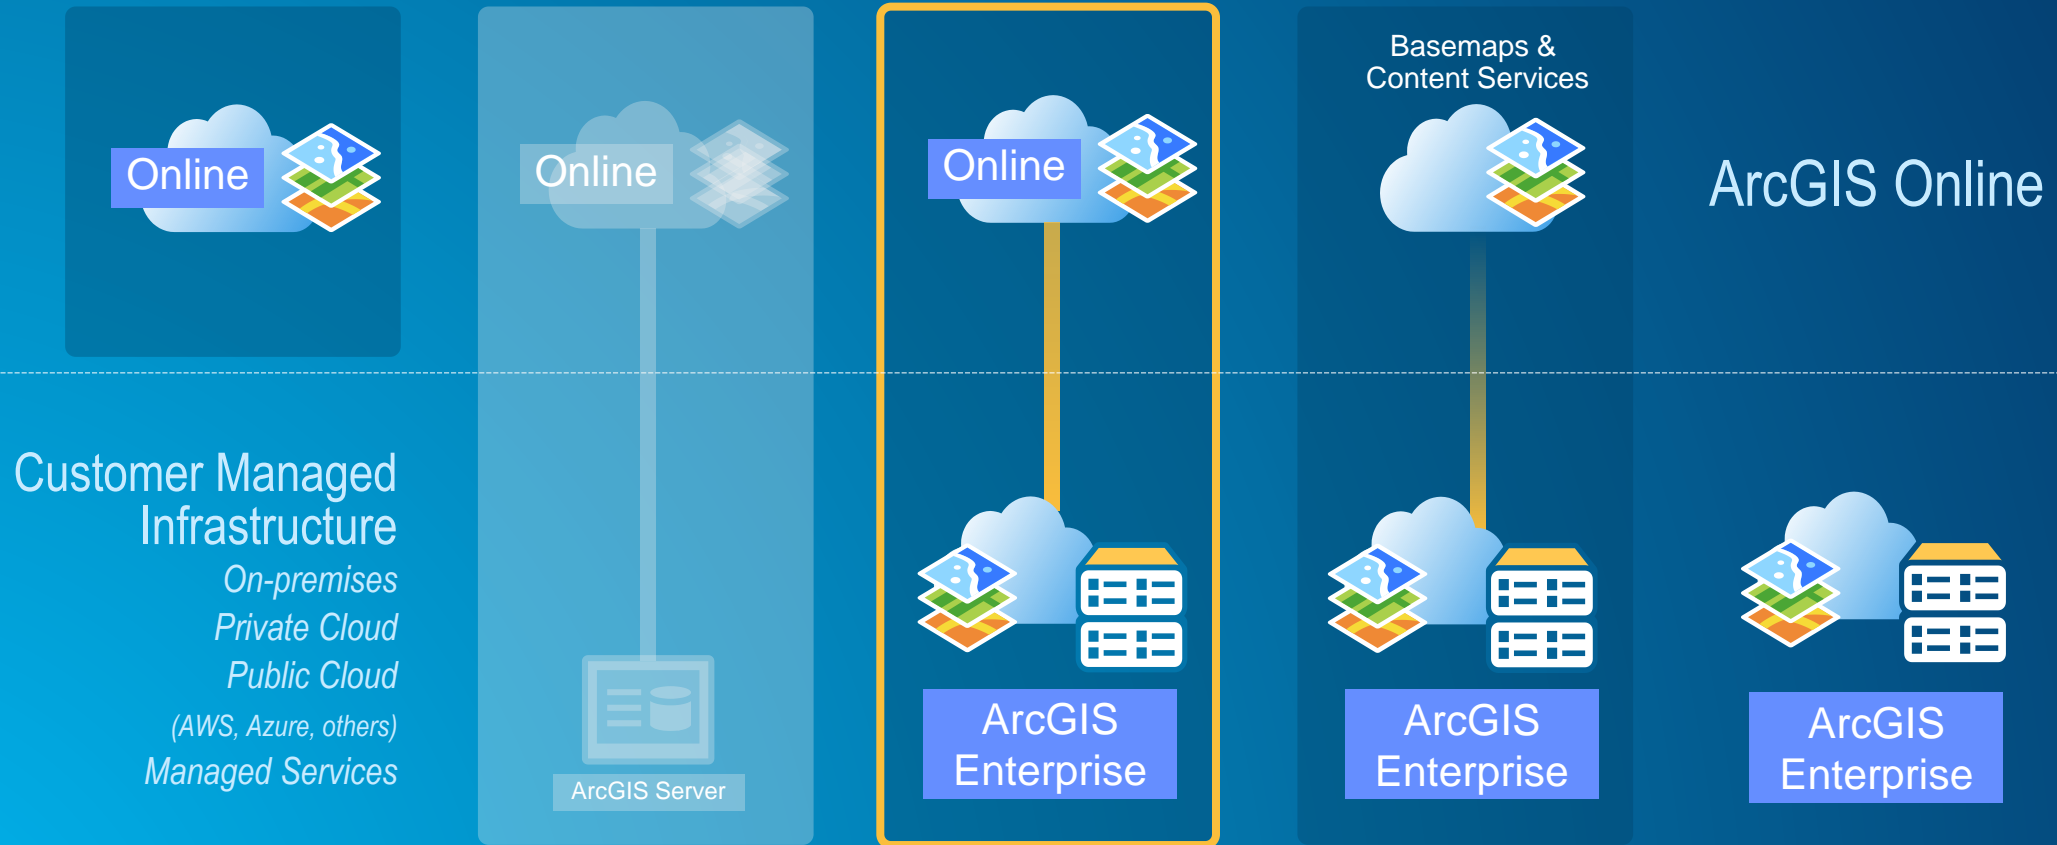 Basemaps &
Content Services
Online
Online
Online
ArcGIS Online
Customer Managed
Infrastructure
On-premises
Private Cloud
Public Cloud
(AWS, Azure, others)
Managed Services
ArcGIS Server
ArcGIS
Enterprise
ArcGIS
Enterprise
ArcGIS
Enterprise